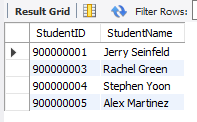 Result Grid Filter Rows:
StudentID StudentName
900000001 Jerry Seinfeld
900000003 Rachel Green
900000004 Stephen Yoon
900000005 Alex Martinez